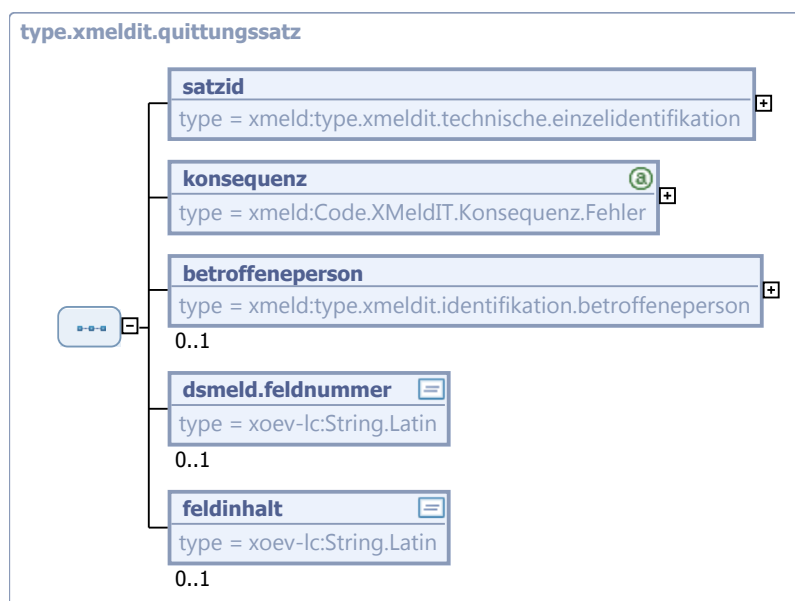 type.xmeldit.quittungssatz
satzid
type = xmeld:type.xmeldit.technische.einzelidentifikation
konsequenz
type = xmeld:Code.XMeldIT.Konsequenz.Fehler
betroffeneperson
type = xmeld:type.xmeldit.identifikation.betroffeneperson
0..1
dsmeld.feldnummer
type = xoev-lc:String.Latin
0..1
feldinhalt
type = xoev-lc:String.Latin
0..1